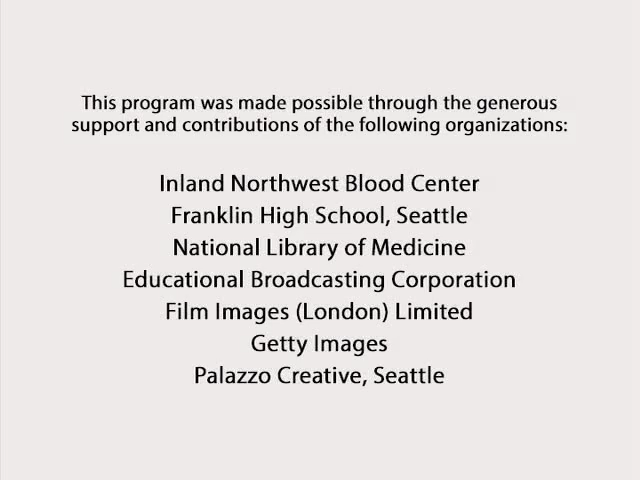 This program was made possible through the generous
support and contributions of the following organizations:
Inland Northwest Blood Center
Franklin High School, Seattle
National Library of Medicine
Educational Broadcasting Corporation
Film Images (London) Limited
Getty Images
Palazzo Creative, Seattle